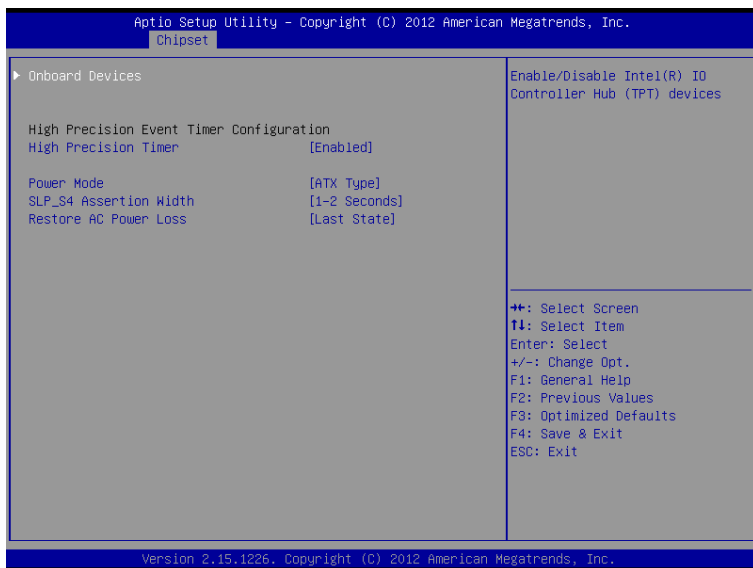 Aptio Setup Utility – Copyright (C) 2012 American Megatrends, Inc.
Chipset
▶ Onboard Devices
High Precision Event Timer Configuration
High Precision Timer [Enabled]
Power Mode [ATX Type]
SLP_S4 Assertion Width [1-2 Seconds]
Restore AC Power Loss [Last State]
Enable/Disable Intel(R) IO
Controller Hub (TPT) devices
→←: Select Screen
↑↓: Select Item
Enter: Select
+/-: Change Opt.
F1: General Help
F2: Previous Values
F3: Optimized Defaults
F4: Save & Exit
ESC: Exit
Version 2.15.1226. Copyright (C) 2012 American Megatrends, Inc.